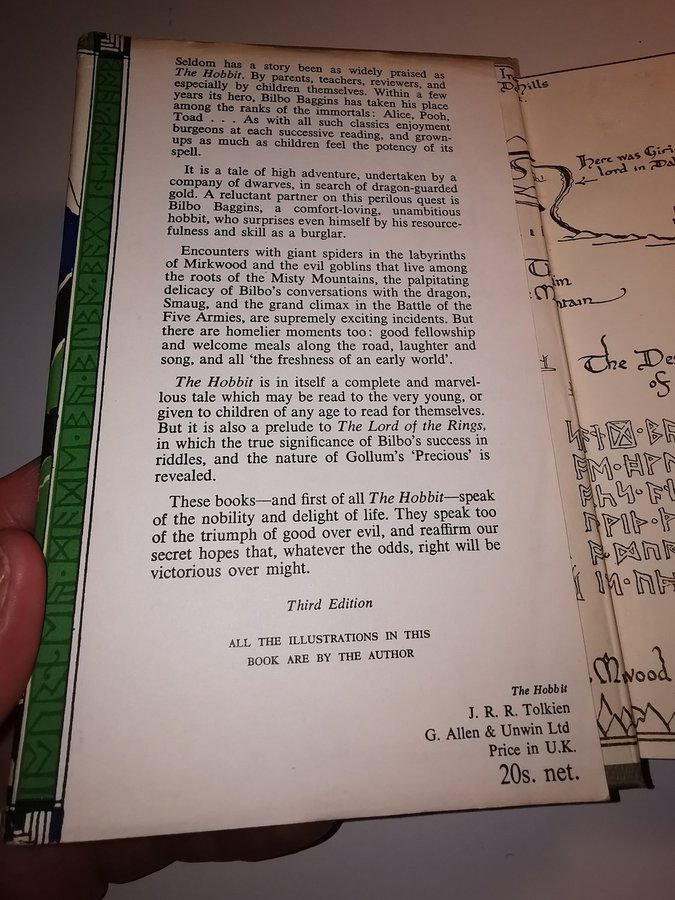 Seldom has a story been as widely praised as
The Hobbit. By parents, teachers, reviewers, and
especially by children themselves. Within a few
years its hero, Bilbo Baggins has taken his place
among the ranks of the immortals: Alice, Pooh,
Toad . . . As with all such classics enjoyment
burgeons at each successive reading, and grown-
ups as much as children feel the potency of its
spell.
It is a tale of high adventure, undertaken by a
company of dwarves, in search of dragon-guarded
gold. A reluctant partner on this perilous quest is
Bilbo Baggins, a comfort-loving, unambitious
hobbit, who surprises even himself by his resource-
fulness and skill as a burglar.
Encounters with giant spiders in the labyrinths
of Mirkwood and the evil goblins that live among
the roots of the Misty Mountains, the palpitating
delicacy of Bilbo's conversations with the dragon,
Smaug, and the grand climax in the Battle of the
Five Armies, are supremely exciting incidents. But
there are homelier moments too: good fellowship
and welcome meals along the road, laughter and
song, and all 'the freshness of an early world'.
The Hobbit is in itself a complete and marvel-
lous tale which may be read to the very young, or
given to children of any age to read for themselves.
But it is also a prelude to The Lord of the Rings,
in which the true significance of Bilbo's success in
riddles, and the nature of Gollum's 'Precious' is
revealed.
These books—and first of all The Hobbit—speak
of the nobility and delight of life. They speak too
of the triumph of good over evil, and reaffirm our
secret hopes that, whatever the odds, right will be
victorious over might.
Third Edition
ALL THE ILLUSTRATIONS IN THIS
BOOK ARE BY THE AUTHOR
The Hobbit
J. R. R. Tolkien
G. Allen & Unwin Ltd
Price in U.K.
20s. net.
Hills
Here was Giri
lord in Dal
The De
of